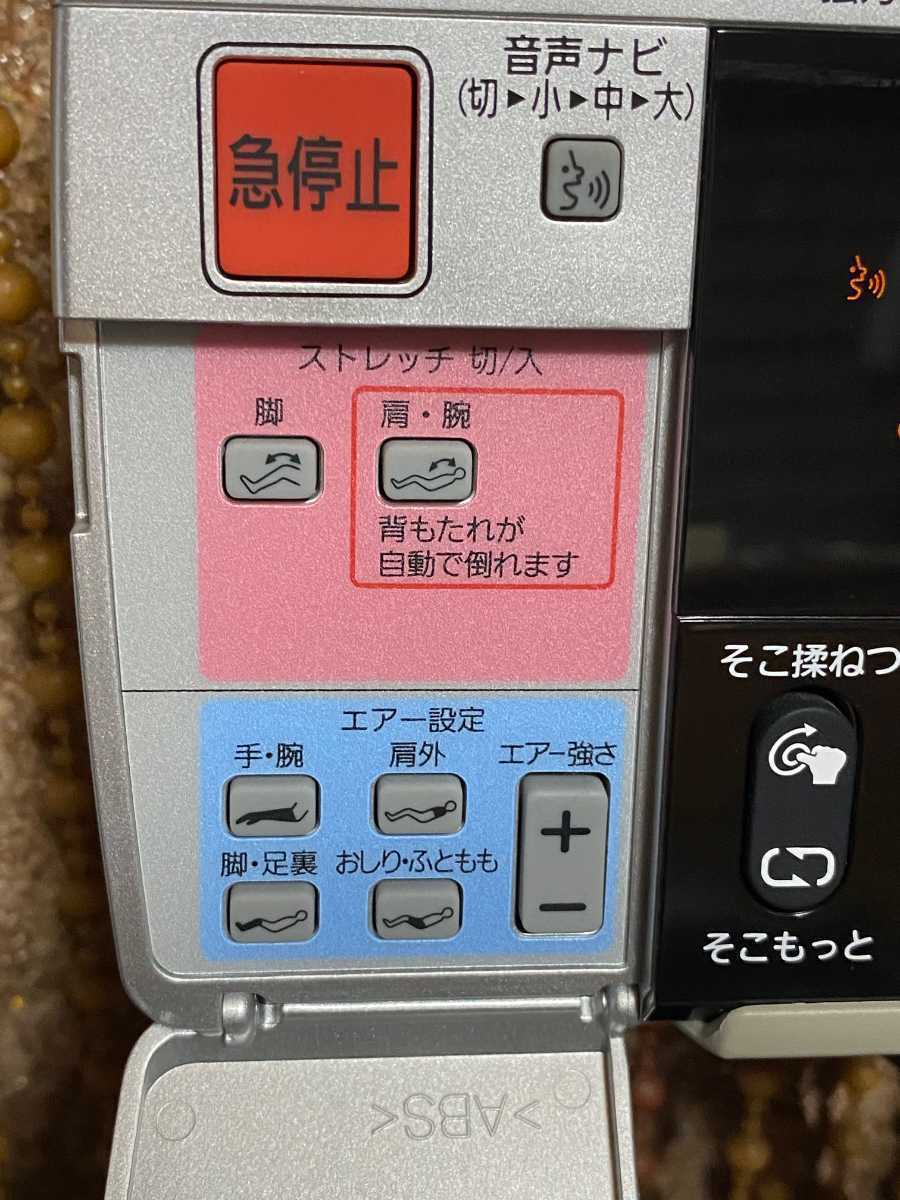 音声ナビ
(切▶小▶中▶大)
急停止
ストレッチ 切/入
脚
肩・腕
背もたれが
自動で倒れます
エアー設定
手・腕
肩外
エアー強さ
脚・足裏
おしり・ふともも
+
−
そこ揉ねつ
そこもっと
>ABS<